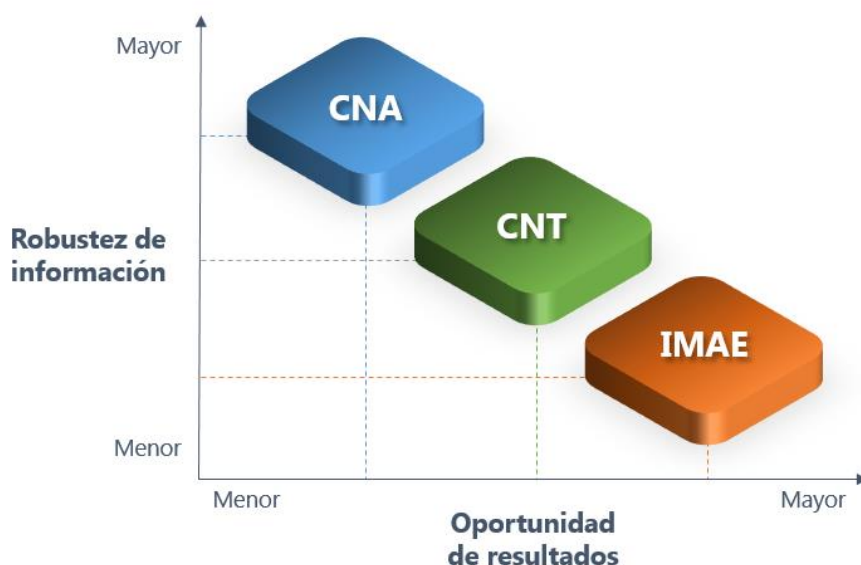 Mayor
CNA
CNT
Robustez de
información
IMAE
Menor
Menor
Mayor
Oportunidad
de resultados